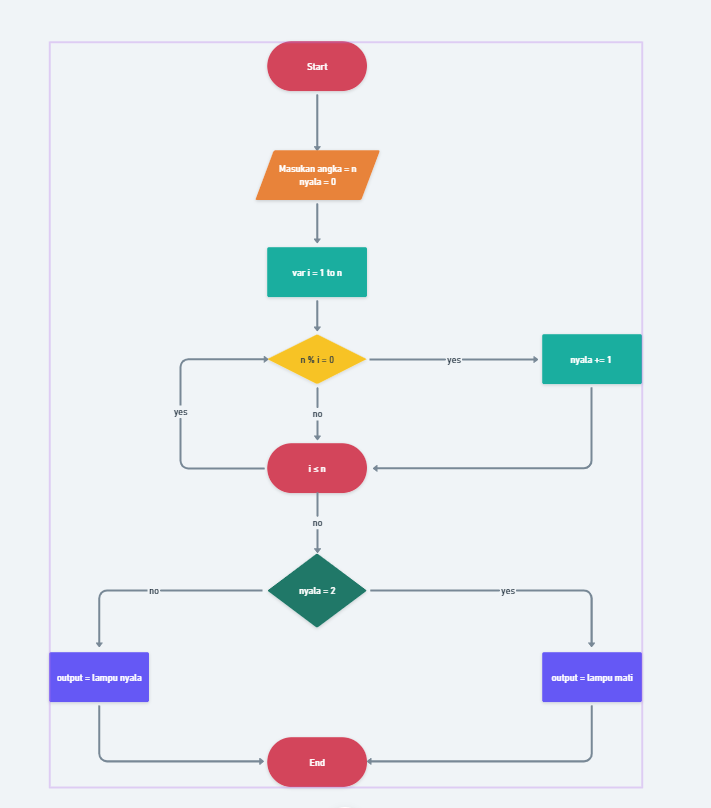 Start
Masukan angka = n
nyala = 0
var i = 1 to n
n % i = 0
yes
nyala += 1
yes
no
i ≤ n
no
nyala = 2
no
yes
output = lampu nyala
output = lampu mati
End